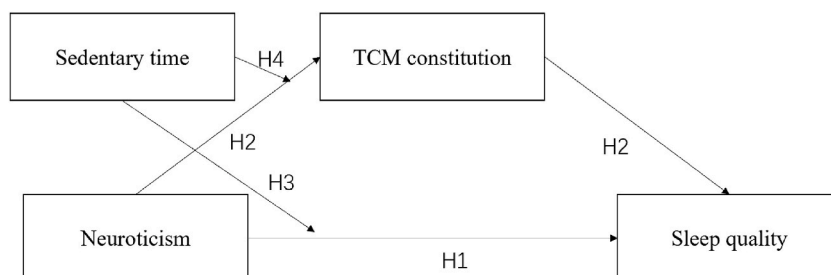 Sedentary time
H4
TCM constitution
H2
H2
H3
Neuroticism
H1
Sleep quality